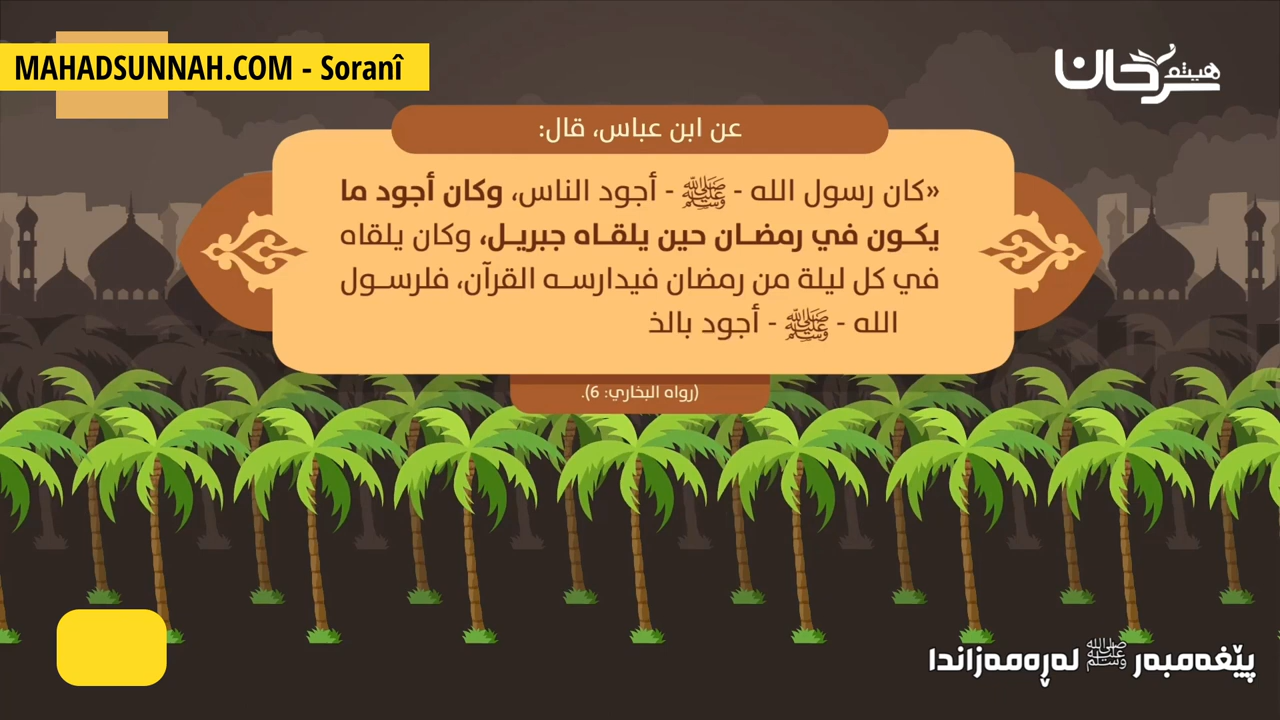 MAHADSUNNAH.COM - Soranî
هيثم سرحان
عن ابن عباس، قال:
«كان رسول الله - ﷺ - أجود الناس، وكان أجود ما
يكون في رمضان حين يلقاه جبريل، وكان يلقاه
في كل ليلة من رمضان فيدارسه القرآن، فلرسول
الله - ﷺ - أجود بالخ
(رواه البخاري: 6).
پێغەمبەر ﷺ لەڕەمەزاندا